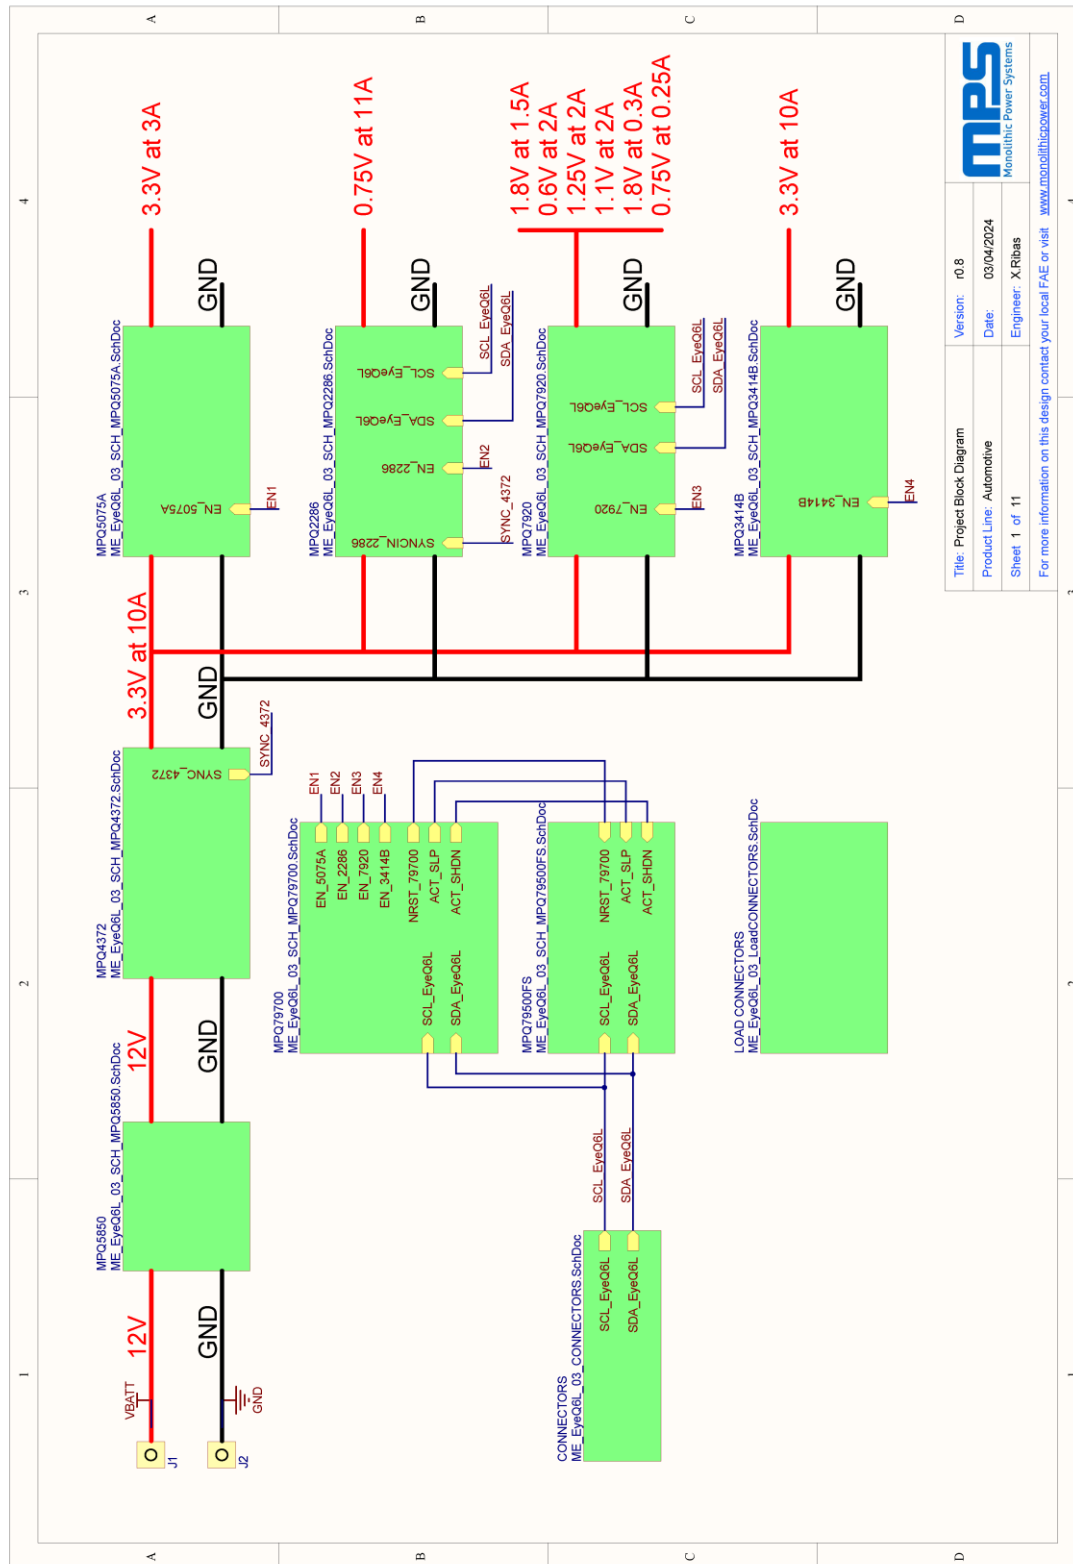 1
2
3
4
A
B
C
D
J1
J2
VBATT
GND
12V
GND
MPQ5850
ME_EyeQ6L_03_SCH_MPQ5850.SchDoc
12V
GND
MPQ4372
ME_EyeQ6L_03_SCH_MPQ4372.SchDoc
SYNC_4372
SYNC_4372
3.3V at 10A
GND
MPQ5075A
ME_EyeQ6L_03_SCH_MPQ5075A.SchDoc
EN_5075A
EN1
3.3V at 3A
GND
MPQ2286
ME_EyeQ6L_03_SCH_MPQ2286.SchDoc
SYNCIN_2286
EN_2286
SDA_EyeQ6L
SCL_EyeQ6L
SYNC_4372
EN2
SCL_EyeQ6L
SDA_EyeQ6L
0.75V at 11A
GND
MPQ7920
ME_EyeQ6L_03_SCH_MPQ7920.SchDoc
EN_7920
SDA_EyeQ6L
SCL_EyeQ6L
EN3
SCL_EyeQ6L
SDA_EyeQ6L
1.8V at 1.5A
0.6V at 2A
1.25V at 2A
1.1V at 2A
1.8V at 0.3A
0.75V at 0.25A
GND
MPQ3414B
ME_EyeQ6L_03_SCH_MPQ3414B.SchDoc
EN_3414B
EN4
3.3V at 10A
GND
MPQ79700
ME_EyeQ6L_03_SCH_MPQ79700.SchDoc
EN_5075A
EN_2286
EN_7920
EN_3414B
NRST_79700
ACT_SLP
ACT_SHDN
SCL_EyeQ6L
SDA_EyeQ6L
EN1
EN2
EN3
EN4
MPQ79500FS
ME_EyeQ6L_03_SCH_MPQ79500FS.SchDoc
SCL_EyeQ6L
SDA_EyeQ6L
NRST_79700
ACT_SLP
ACT_SHDN
CONNECTORS
ME_EyeQ6L_03_CONNECTORS.SchDoc
SCL_EyeQ6L
SDA_EyeQ6L
SCL_EyeQ6L
SDA_EyeQ6L
LOAD CONNECTORS
ME_EyeQ6L_03_LoadCONNECTORS.SchDoc
Title: Project Block Diagram
Version: r0.8
Product Line: Automotive
Date: 03/04/2024
Sheet 1 of 11
Engineer: X.Ribas
MPS
Monolithic Power Systems
For more information on this design contact your local FAE or visit www.monolithicpower.com
A
B
C
D
1
2
3
4